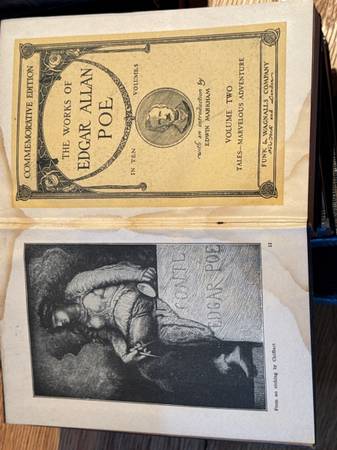 EDGAR POE
II
From an etching by Chifflart
COMMEMORATIVE EDITION
THE WORKS OF
EDGAR ALLAN
POE
IN TEN VOLUMES
with an introduction by
EDWIN MARKHAM
VOLUME TWO
TALES—MARVELOUS ADVENTURE
FUNK & WAGNALLS COMPANY
New York and London